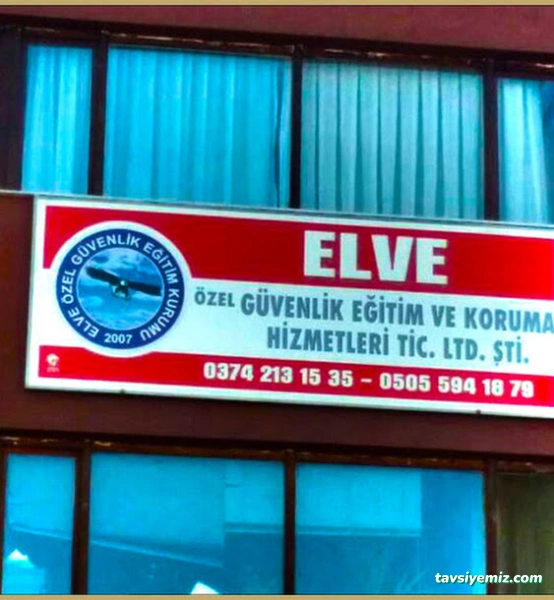 ELVE ÖZEL GÜVENLİK EĞİTİM KURUMU
2007
ELVE
ÖZEL GÜVENLİK EĞİTİM VE KORUMA
HİZMETLERİ TİC. LTD. ŞTİ.
0374 213 15 35 - 0505 594 18 79
tavsiyemiz.com